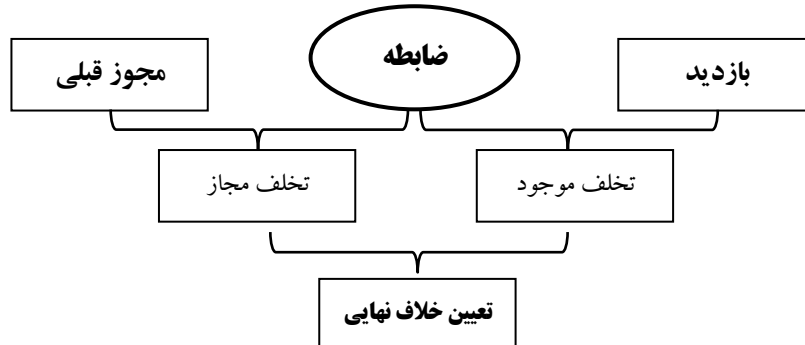 ضابطه
بازدید
مجوز قبلی
تخلف موجود
تخلف مجاز
تعیین خلاف نهایی